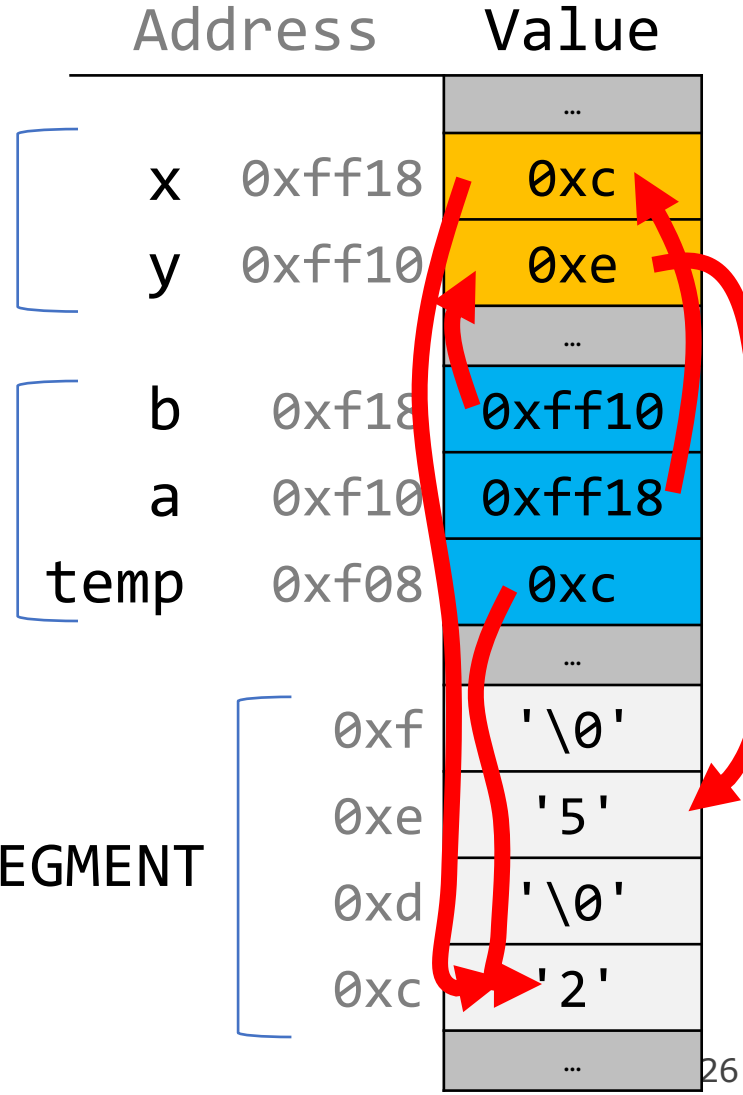 Address Value
…
x 0xff18 0xc
y 0xff10 0xe
…
b 0xf18 0xff10
a 0xf10 0xff18
temp 0xf08 0xc
…
0xf '\0'
0xe '5'
EGMENT
0xd '\0'
0xc '2'
…
26